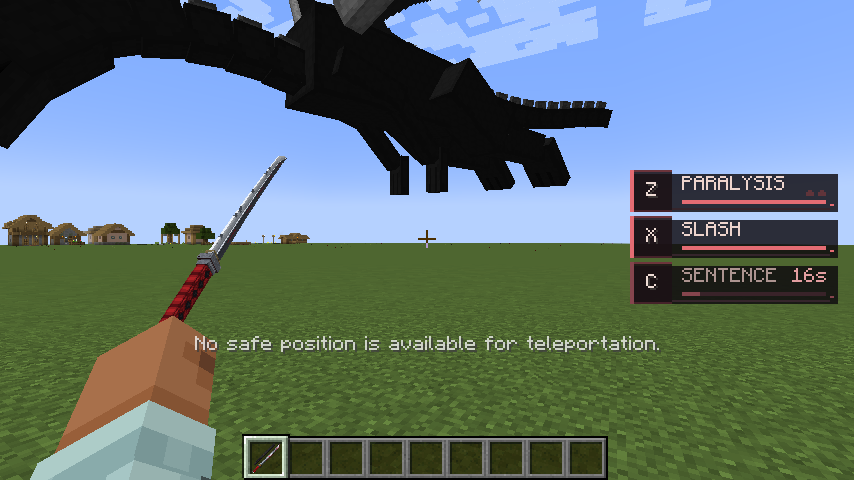 Z PARALYSIS
X SLASH
C SENTENCE 16s
No safe position is available for teleportation.